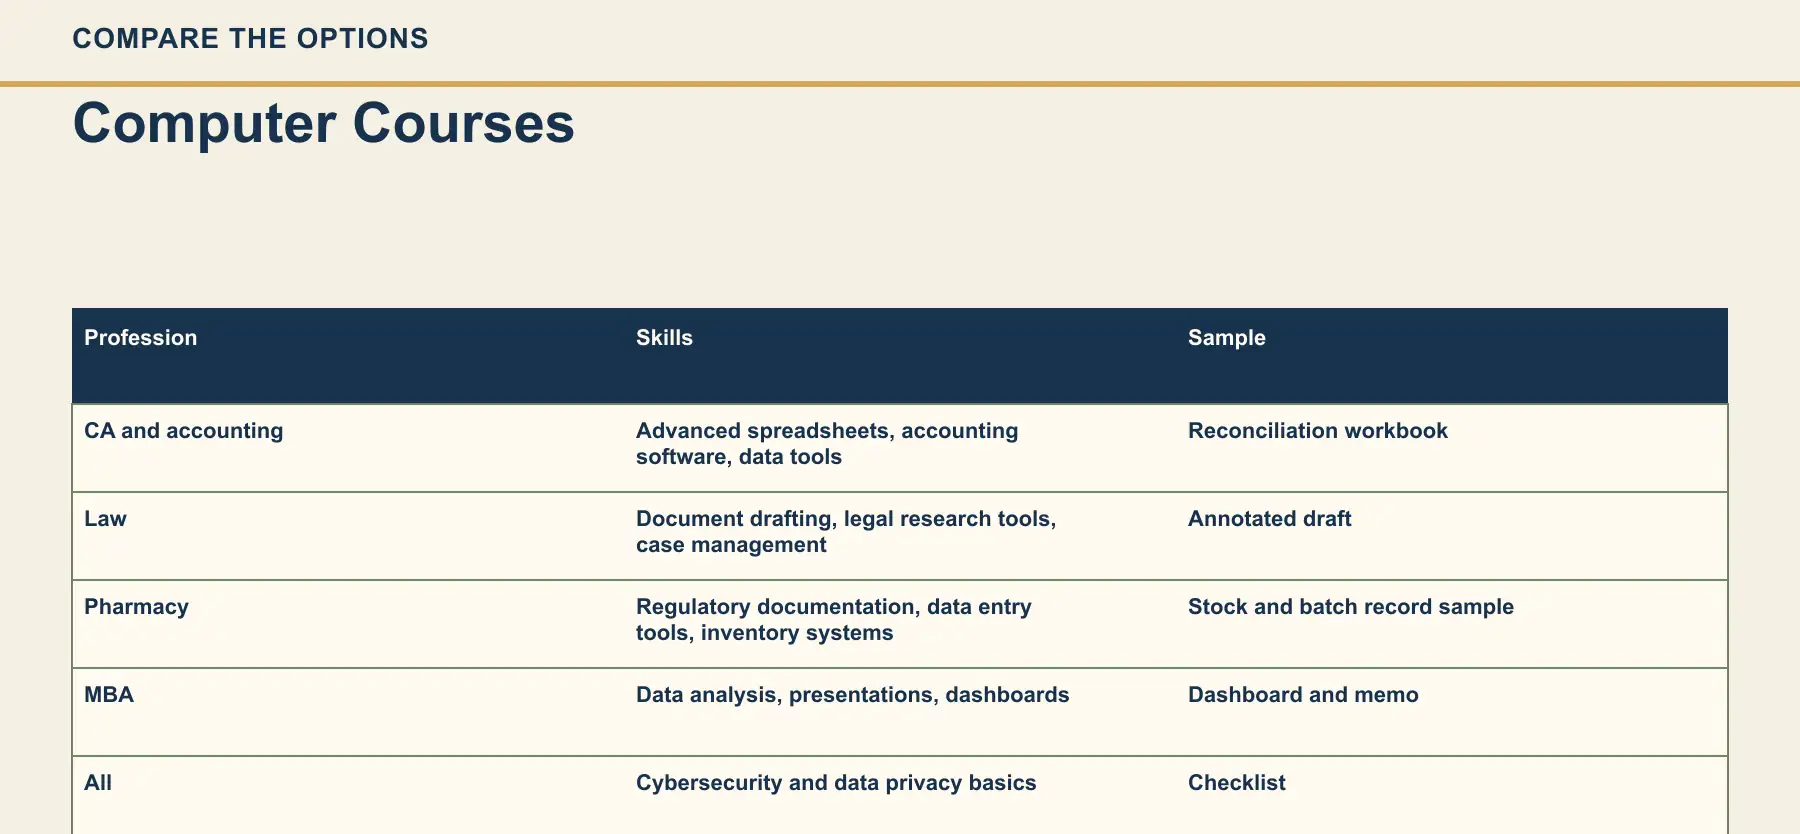 COMPARE THE OPTIONS
Computer Courses
Profession Skills Sample
CA and accounting Advanced spreadsheets, accounting Reconciliation workbook
software, data tools
Law Document drafting, legal research tools, Annotated draft
case management
Pharmacy Regulatory documentation, data entry Stock and batch record sample
tools, inventory systems
MBA Data analysis, presentations, dashboards Dashboard and memo
All Cybersecurity and data privacy basics Checklist